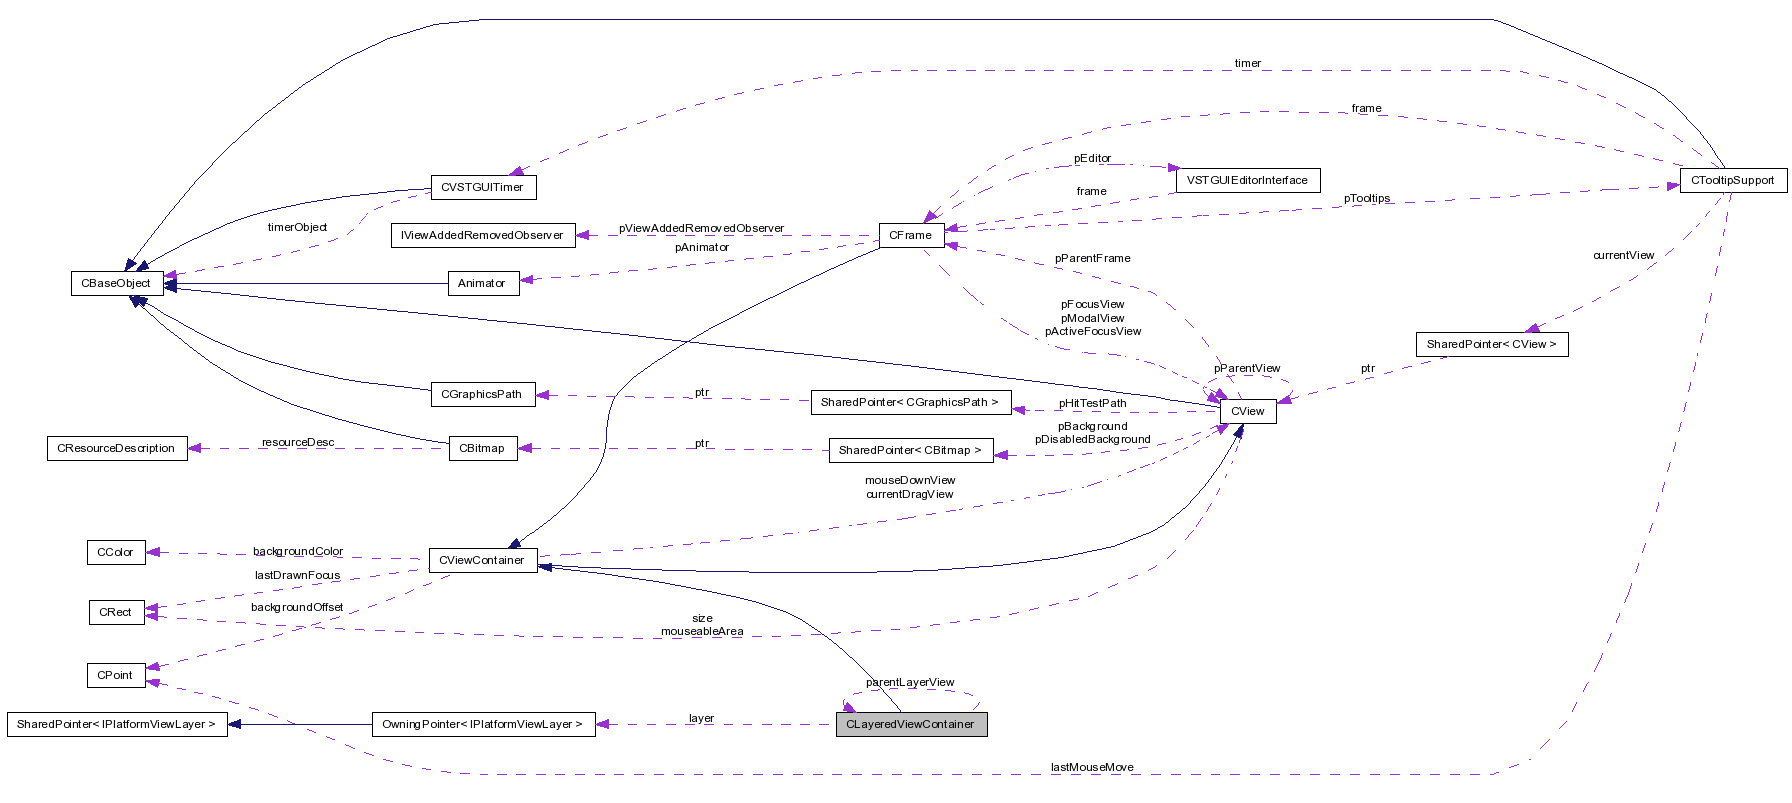 timer
frame
pEditor
CVSTGUITimer
VSTGUIEditorInterface
CTooltipSupport
frame
pTooltips
timerObject
pViewAddedRemovedObserver
IViewAddedRemovedObserver
CFrame
pAnimator
currentView
pParentFrame
CBaseObject
Animator
pFocusView
pModalView
pActiveFocusView
SharedPointer< CView >
pParentView
ptr
CGraphicsPath
ptr
SharedPointer< CGraphicsPath >
pHitTestPath
CView
pBackground
pDisabledBackground
CResourceDescription
resourceDesc
CBitmap
ptr
SharedPointer< CBitmap >
mouseDownView
currentDragView
CColor
backgroundColor
CViewContainer
lastDrawnFocus
CRect
backgroundOffset
size
mouseableArea
CPoint
parentLayerView
SharedPointer< IPlatformViewLayer >
OwningPointer< IPlatformViewLayer >
layer
CLayeredViewContainer
lastMouseMove